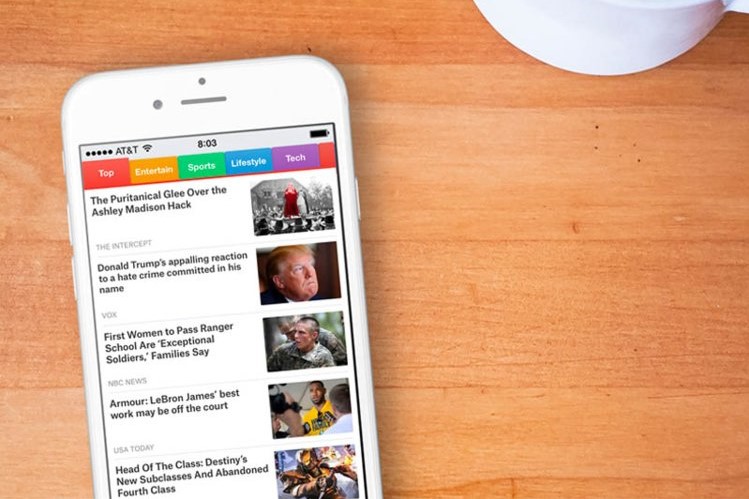 AT&T 8:03
Top Entertain Sports Lifestyle Tech
The Puritanical Glee Over the
Ashley Madison Hack
THE INTERCEPT
Donald Trump's appalling reaction
to a hate crime committed in his
name
VOX
First Women to Pass Ranger
School Are ‘Exceptional
Soldiers,’ Families Say
NBC NEWS
Armour: LeBron James’ best
work may be off the court
USA TODAY
Head Of The Class: Destiny’s
New Subclasses And Abandoned
Fourth Class